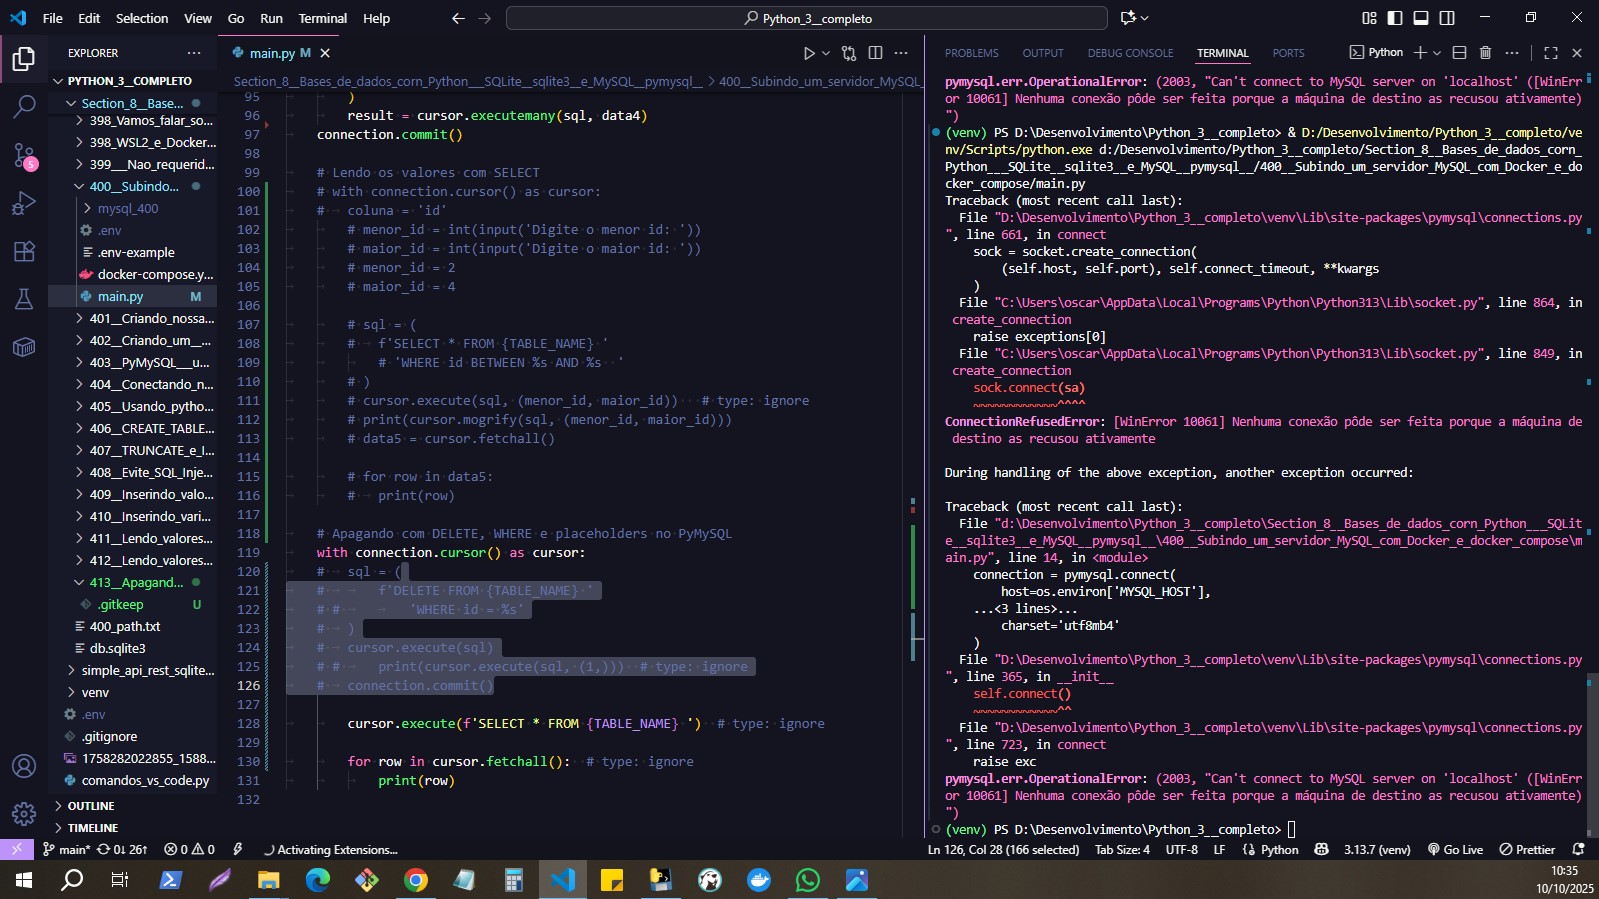 File Edit Selection View Go Run Terminal Help
Python_3__completo
EXPLORER
PYTHON_3__COMPLETO
Section_8__Base...
398_Vamos_falar_so...
398_WSL2_e_Docker...
399___Nao_requerid...
400__Subindo...
mysql_400
.env
.env-example
docker-compose.y...
main.py M
401__Criando_nossa...
402__Criando_um__...
403__PyMySQL___u...
404__Conectando_n...
405__Usando_pytho...
406__CREATE_TABLE...
407__TRUNCATE_e_I...
408__Evite_SQL_Inje...
409__Inserindo_valo...
410__Inserindo_vari...
411__Lendo_valores...
412__Lendo_valores...
413__Apagand...
.gitkeep U
400_path.txt
db.sqlite3
simple_api_rest_sqlite...
venv
.env
.gitignore
1758282022855_1588...
comandos_vs_code.py
OUTLINE
TIMELINE
5
main.py M
Section_8__Bases_de_dados_corn_Python___SQLite__sqlite3__e_MySQL__pymysql__ > 400__Subindo_um_servidor_MySQL_
95 )
96 result = cursor.executemany(sql, data4)
97 connection.commit()
98
99 # Lendo os valores com SELECT
100 # with connection.cursor() as cursor:
101 # coluna = 'id'
102 # menor_id = int(input('Digite o menor id: '))
103 # maior_id = int(input('Digite o maior id: '))
104 # menor_id = 2
105 # maior_id = 4
106
107 # sql = (
108 # f'SELECT * FROM {TABLE_NAME} '
109 # 'WHERE id BETWEEN %s AND %s '
110 # )
111 # cursor.execute(sql, (menor_id, maior_id)) # type: ignore
112 # print(cursor.mogrify(sql, (menor_id, maior_id)))
113 # data5 = cursor.fetchall()
114
115 # for row in data5:
116 # print(row)
117
118 # Apagando com DELETE, WHERE e placeholders no PyMySQL
119 with connection.cursor() as cursor:
120 # sql = (
121 # f'DELETE FROM {TABLE_NAME} '
122 # # 'WHERE id = %s'
123 # )
124 # cursor.execute(sql)
125 # # print(cursor.execute(sql, (1,))) # type: ignore
126 # connection.commit()
127
128 cursor.execute(f'SELECT * FROM {TABLE_NAME} ') # type: ignore
129
130 for row in cursor.fetchall(): # type: ignore
131 print(row)
132
PROBLEMS OUTPUT DEBUG CONSOLE TERMINAL PORTS
Python
pymysql.err.OperationalError: (2003, "Can't connect to MySQL server on 'localhost' ([WinErr
or 10061] Nenhuma conexão pôde ser feita porque a máquina de destino as recusou ativamente)
")
(venv) PS D:\Desenvolvimento\Python_3__completo> & D:/Desenvolvimento/Python_3__completo/ve
nv/Scripts/python.exe d:/Desenvolvimento/Python_3__completo/Section_8__Bases_de_dados_corn_
Python___SQLite__sqlite3__e_MySQL__pymysql__/400__Subindo_um_servidor_MySQL_com_Docker_e_do
cker_compose/main.py
Traceback (most recent call last):
File "D:\Desenvolvimento\Python_3__completo\venv\Lib\site-packages\pymysql\connections.py
", line 661, in connect
sock = socket.create_connection(
(self.host, self.port), self.connect_timeout, **kwargs
)
File "C:\Users\oscar\AppData\Local\Programs\Python\Python313\Lib\socket.py", line 864, in
create_connection
raise exceptions[0]
File "C:\Users\oscar\AppData\Local\Programs\Python\Python313\Lib\socket.py", line 849, in
create_connection
sock.connect(sa)
~~~~~~~~~~~~^^^^
ConnectionRefusedError: [WinError 10061] Nenhuma conexão pôde ser feita porque a máquina de
destino as recusou ativamente
During handling of the above exception, another exception occurred:
Traceback (most recent call last):
File "d:\Desenvolvimento\Python_3__completo\Section_8__Bases_de_dados_corn_Python___SQLit
e__sqlite3__e_MySQL__pymysql__\400__Subindo_um_servidor_MySQL_com_Docker_e_docker_compose\m
ain.py", line 14, in <module>
connection = pymysql.connect(
host=os.environ['MYSQL_HOST'],
...<3 lines>...
charset='utf8mb4'
)
File "D:\Desenvolvimento\Python_3__completo\venv\Lib\site-packages\pymysql\connections.py
", line 365, in __init__
self.connect()
~~~~~~~~~~~~^^
File "D:\Desenvolvimento\Python_3__completo\venv\Lib\site-packages\pymysql\connections.py
", line 723, in connect
raise exc
pymysql.err.OperationalError: (2003, "Can't connect to MySQL server on 'localhost' ([WinErr
or 10061] Nenhuma conexão pôde ser feita porque a máquina de destino as recusou ativamente)
")
(venv) PS D:\Desenvolvimento\Python_3__completo>
main* 0↓ 26↑ 0 0 Activating Extensions... Ln 126, Col 28 (166 selected) Tab Size: 4 UTF-8 LF Python 3.13.7 (venv) Go Live Prettier
10:35
10/10/2025